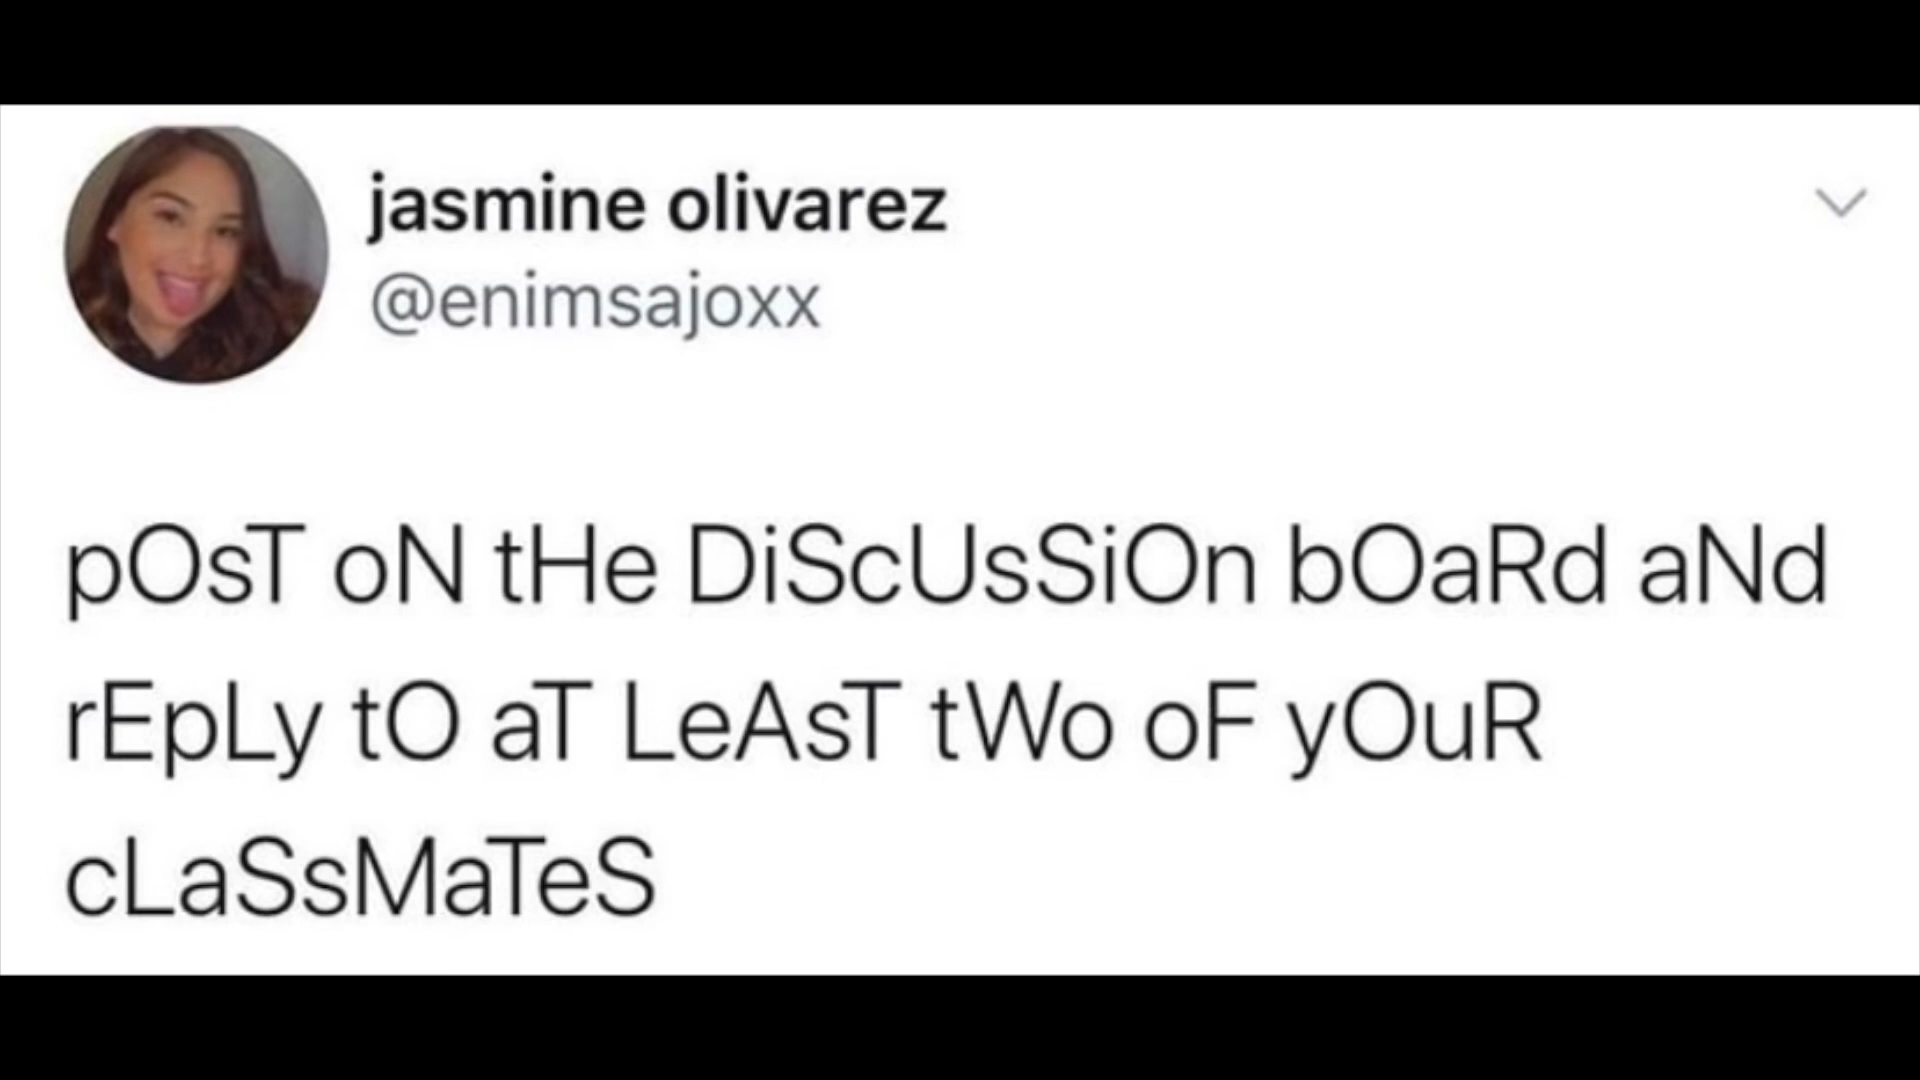 jasmine olivarez
@enimsajoxx
pOsT oN tHe DiScUsSiOn bOaRd aNd
rEpLy tO aT LeAsT tWo oF yOuR
cLaSsMaTeS